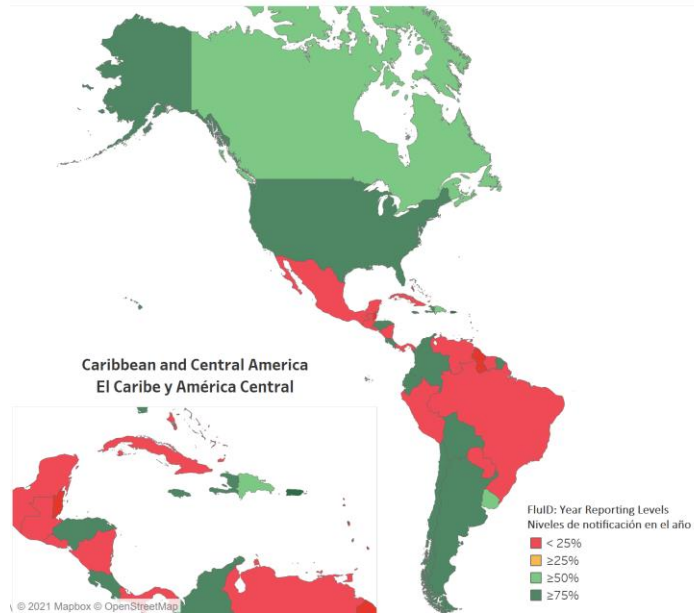 Caribbean and Central America
El Caribe y América Central
FluID: Year Reporting Levels
Niveles de notificación en el año
< 25%
≥25%
≥50%
≥75%
© 2021 Mapbox © OpenStreetMap